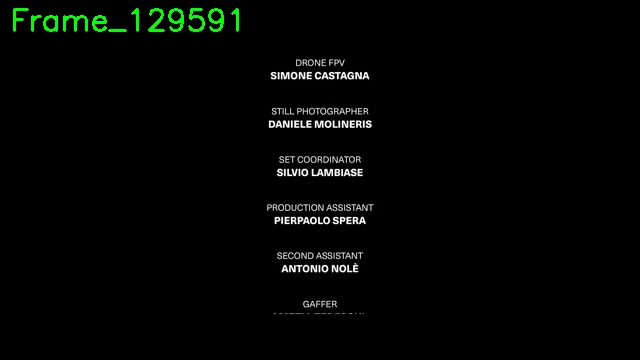 Frame_129591
DRONE FPV
SIMONE CASTAGNA
STILL PHOTOGRAPHER
DANIELE MOLINERIS
SET COORDINATOR
SILVIO LAMBIASE
PRODUCTION ASSISTANT
PIERPAOLO SPERA
SECOND ASSISTANT
ANTONIO NOLÈ
GAFFER